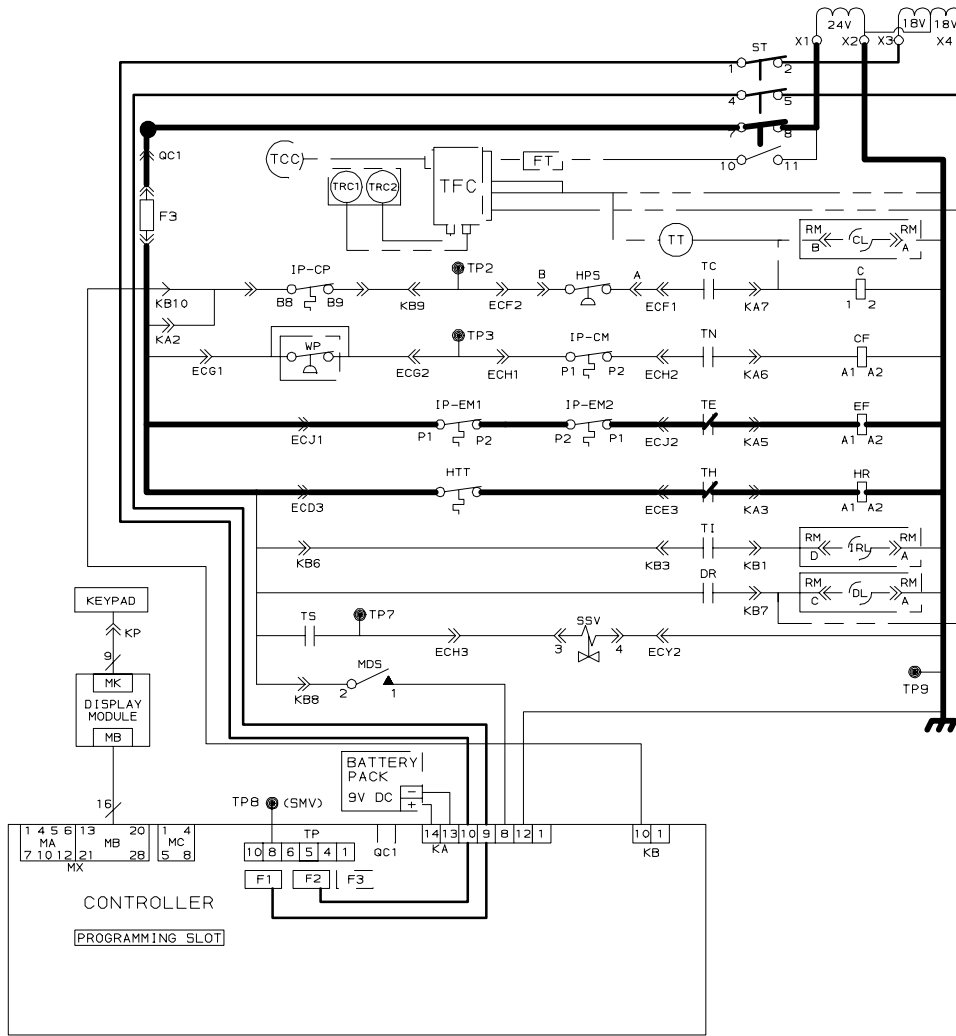 24V 18V 18V
X1 X2 X3 X4
ST
1 2
4 5
7 8
QC1 TCC FT 10 11
TFC
TRC1 TRC2
F3
TT RM B CL RM A
IP-CP TP2 B HPS A TC C
KB10 B8 B9 KB9 ECF2 ECF1 KA7 1 2
KA2
WP TP3 IP-CM TN CF
ECG1 ECG2 ECH1 P1 P2 ECH2 KA6 A1 A2
IP-EM1 IP-EM2 TE EF
ECJ1 P1 P2 P2 P1 ECJ2 KA5 A1 A2
HTT TH HR
ECD3 ECE3 KA3 A1 A2
TI RM D IRL RM A
KB6 KB3 KB1
DR RM C DL RM A
KB7
KEYPAD
TS TP7 SSV
KP ECH3 3 4 ECY2
9 MDS
MK KB8 2 1 TP9
DISPLAY
MODULE
MB
BATTERY
PACK
9V DC - +
16 TP8 (SMV)
1 4 5 6 13 20 1 4 TP QC1 14 13 10 9 8 12 1 10 1
MA MB MC KA KB
7 10 12 21 28 5 8 10 8 6 5 4 1
MX
F1 F2 F3
CONTROLLER
PROGRAMMING SLOT